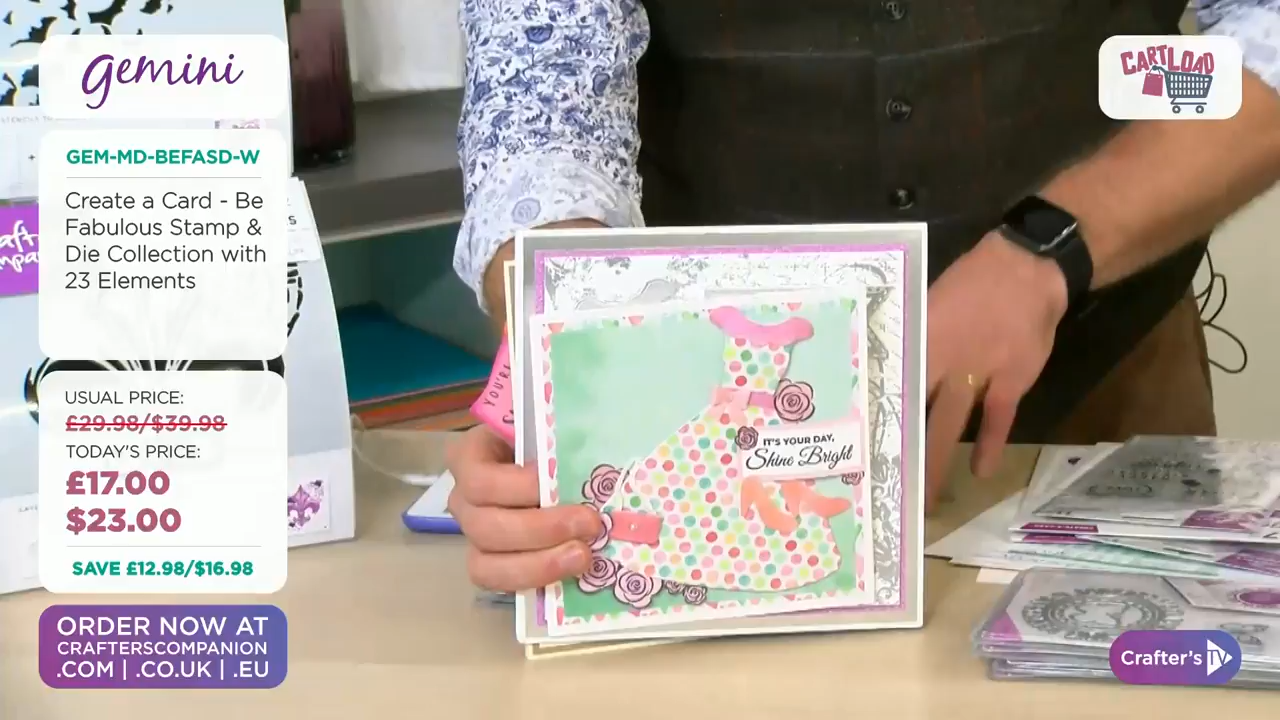 gemini
GEM-MD-BEFASD-W
Create a Card - Be
Fabulous Stamp &
Die Collection with
23 Elements
USUAL PRICE:
£29.98/$39.98
TODAY'S PRICE:
£17.00
$23.00
SAVE £12.98/$16.98
ORDER NOW AT
CRAFTERSCOMPANION
.COM | .CO.UK | .EU
CARTLOAD
YOU'RE
IT'S YOUR DAY,
Shine Bright
Crafter's TV